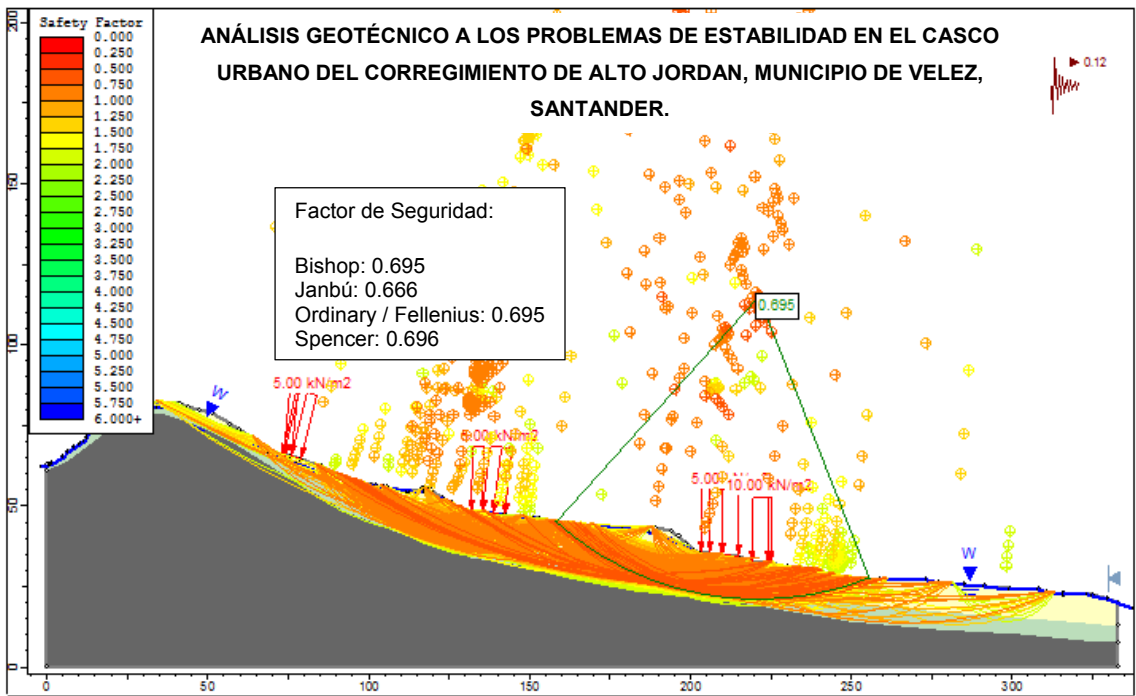 Safety Factor
0.000
0.250
0.500
0.750
1.000
1.250
1.500
1.750
2.000
2.250
2.500
2.750
3.000
3.250
3.500
3.750
4.000
4.250
4.500
4.750
5.000
5.250
5.500
5.750
6.000+
ANÁLISIS GEOTÉCNICO A LOS PROBLEMAS DE ESTABILIDAD EN EL CASCO
URBANO DEL CORREGIMIENTO DE ALTO JORDAN, MUNICIPIO DE VELEZ,
SANTANDER.
0.12
Factor de Seguridad:
Bishop: 0.695
Janbú: 0.666
Ordinary / Fellenius: 0.695
Spencer: 0.696
0.695
W
5.00 kN/m2
kN/m2
5.00
10.00 kN/m2
W
200
150
100
50
0
0
50
100
150
200
250
300